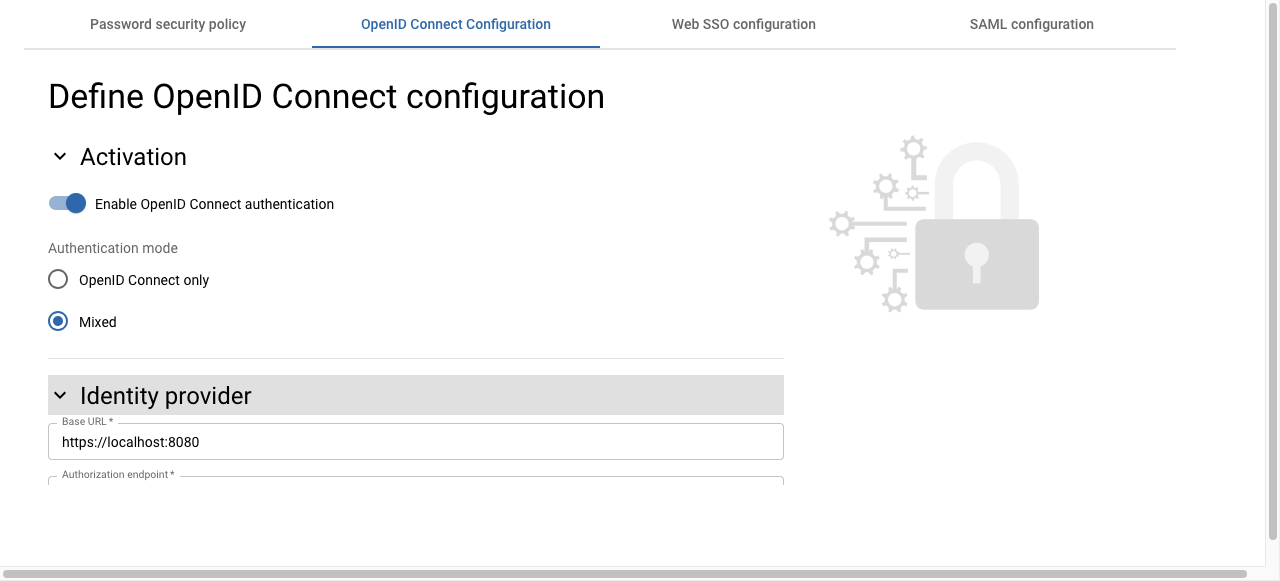 Password security policy
OpenID Connect Configuration
Web SSO configuration
SAML configuration
Define OpenID Connect configuration
Activation
Enable OpenID Connect authentication
Authentication mode
OpenID Connect only
Mixed
Identity provider
Base URL *
https://localhost:8080
Authorization endpoint *